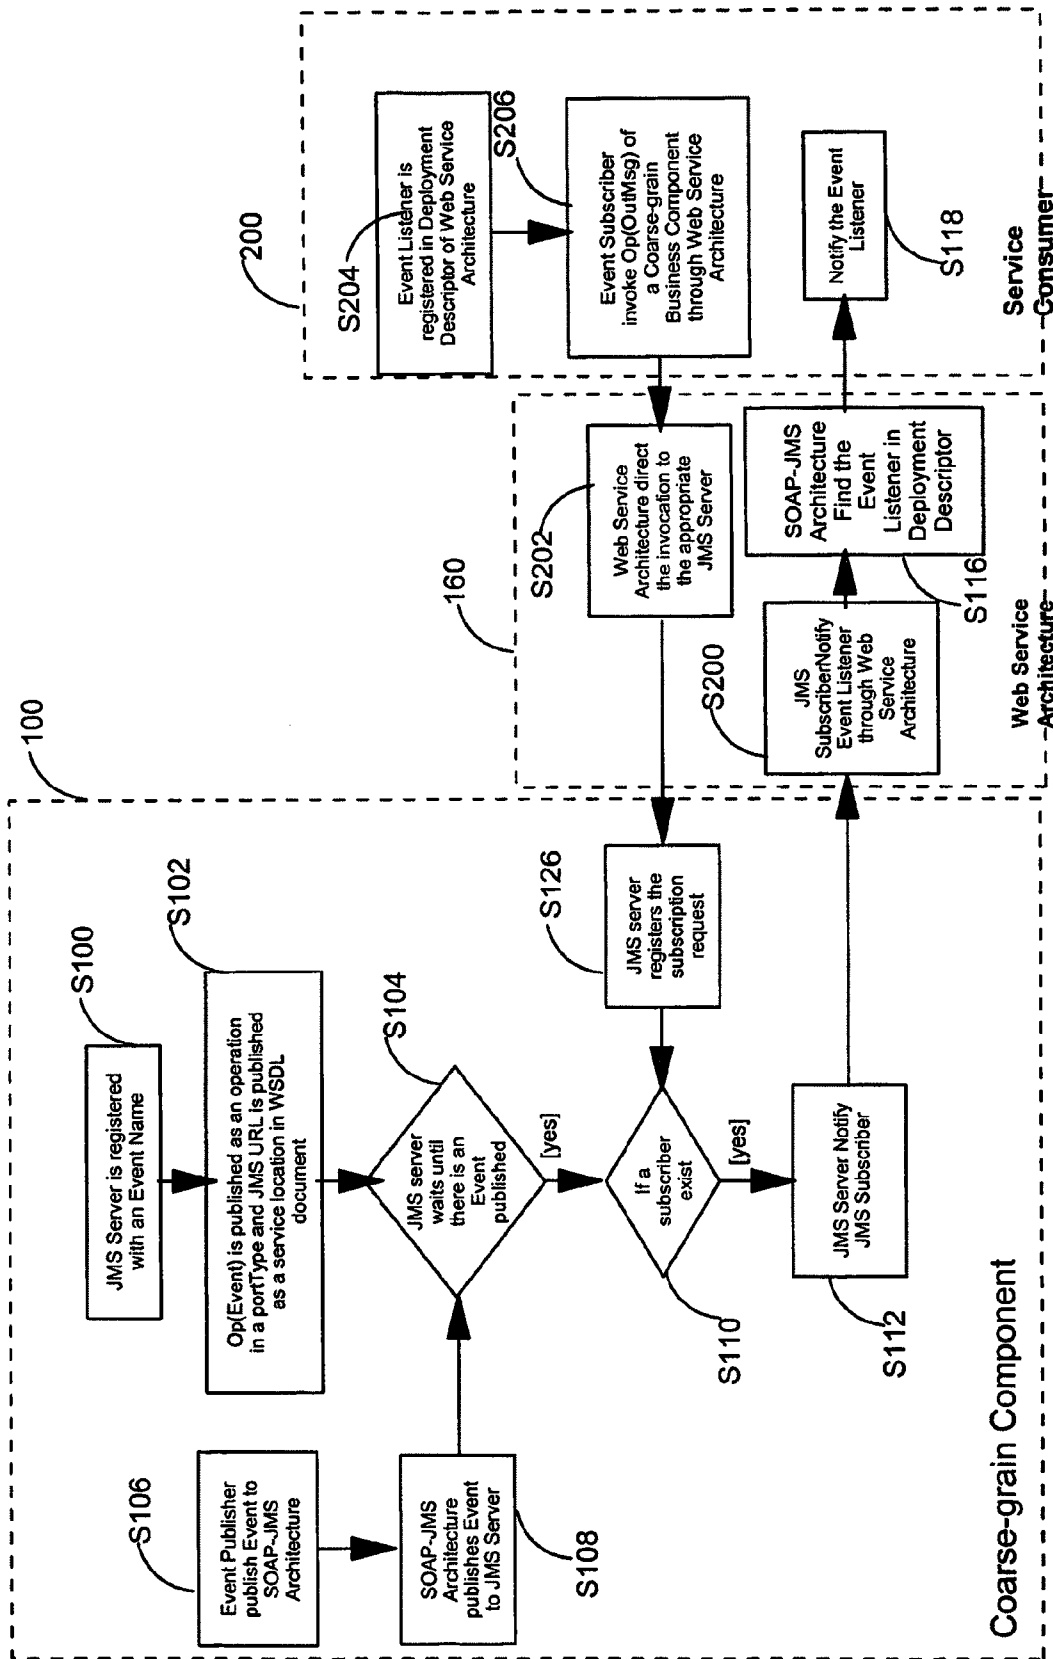 100
S100
JMS Server is registered
with an Event Name
S102
Op(Event) is published as an operation
in a portType and JMS URL is published
as a service location in WSDL
document
S106
Event Publisher
publish Event to
SOAP-JMS
Architecture
S104
JMS server
waits until
there is an
Event
published
[yes]
SOAP-JMS
Architecture
publishes Event
to JMS Server
S108
S126
JMS server
registers the
subscription
request
If a
subscriber
exist
[yes]
S110
JMS Server Notify
JMS Subscriber
S112
Coarse-grain Component
160
S202
Web Service
Architecture direct
the invocation to
the appropriate
JMS Server
S200
JMS
SubscriberNotify
Event Listener
through Web
Service
Architecture
SOAP-JMS
Architecture
Find the
Event
Listener in
Deployment
Descriptor
S116
Web Service
Architecture
200
S204
Event Listener is
registered in Deployment
Descriptor of Web Service
Architecture
S206
Event Subscriber
invoke Op(OutMsg) of
a Coarse-grain
Business Component
through Web Service
Architecture
Notify the Event
Listener
S118
Service
Consumer